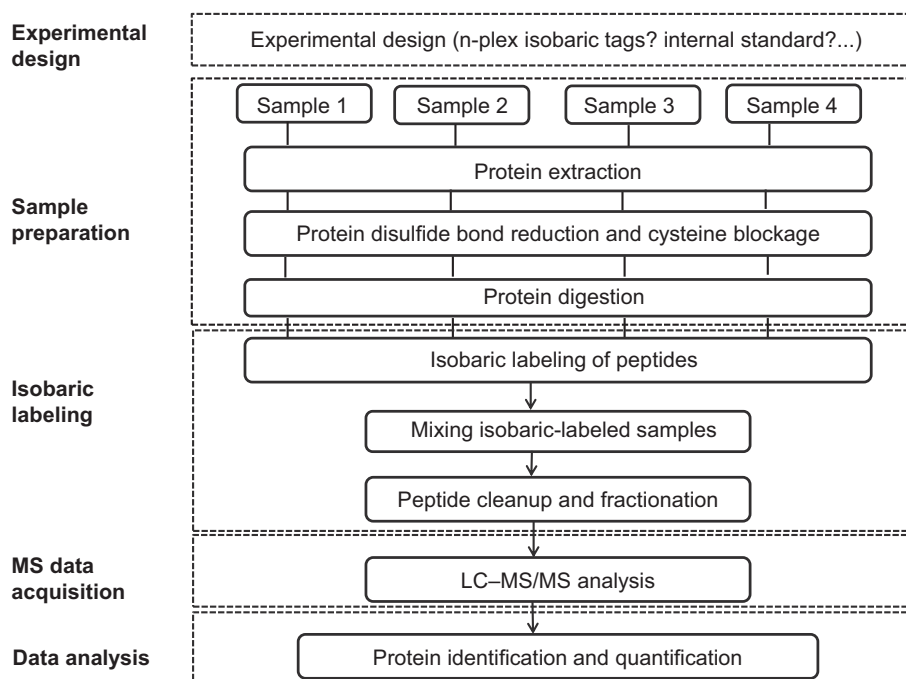 Experimental
design
Experimental design (n-plex isobaric tags? internal standard?...)
Sample 1
Sample 2
Sample 3
Sample 4
Protein extraction
Sample
preparation
Protein disulfide bond reduction and cysteine blockage
Protein digestion
Isobaric labeling of peptides
Isobaric
labeling
Mixing isobaric-labeled samples
Peptide cleanup and fractionation
MS data
acquisition
LC–MS/MS analysis
Data analysis
Protein identification and quantification